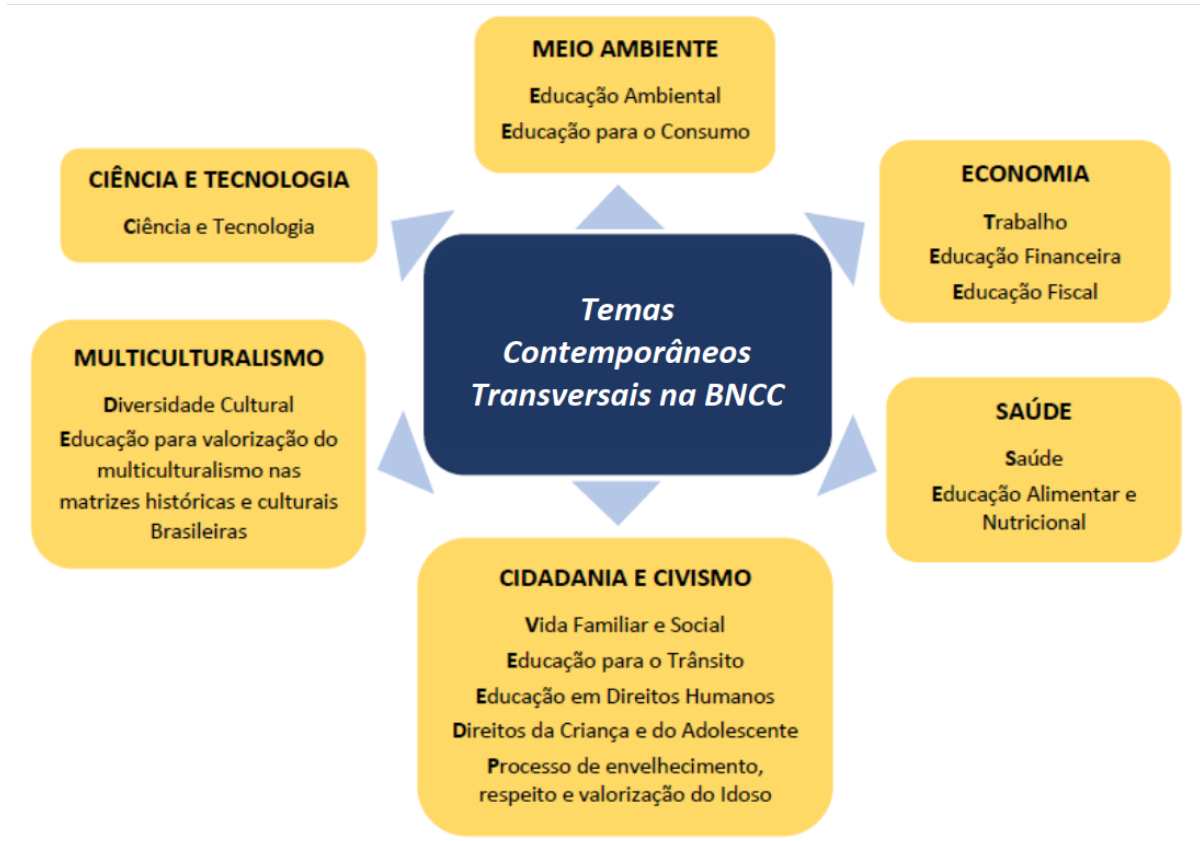 MEIO AMBIENTE
Educação Ambiental
Educação para o Consumo
CIÊNCIA E TECNOLOGIA
Ciência e Tecnologia
ECONOMIA
Trabalho
Educação Financeira
Educação Fiscal
Temas
Contemporâneos
Transversais na BNCC
MULTICULTURALISMO
Diversidade Cultural
Educação para valorização do
multiculturalismo nas
matrizes históricas e culturais
Brasileiras
SAÚDE
Saúde
Educação Alimentar e
Nutricional
CIDADANIA E CIVISMO
Vida Familiar e Social
Educação para o Trânsito
Educação em Direitos Humanos
Direitos da Criança e do Adolescente
Processo de envelhecimento,
respeito e valorização do Idoso